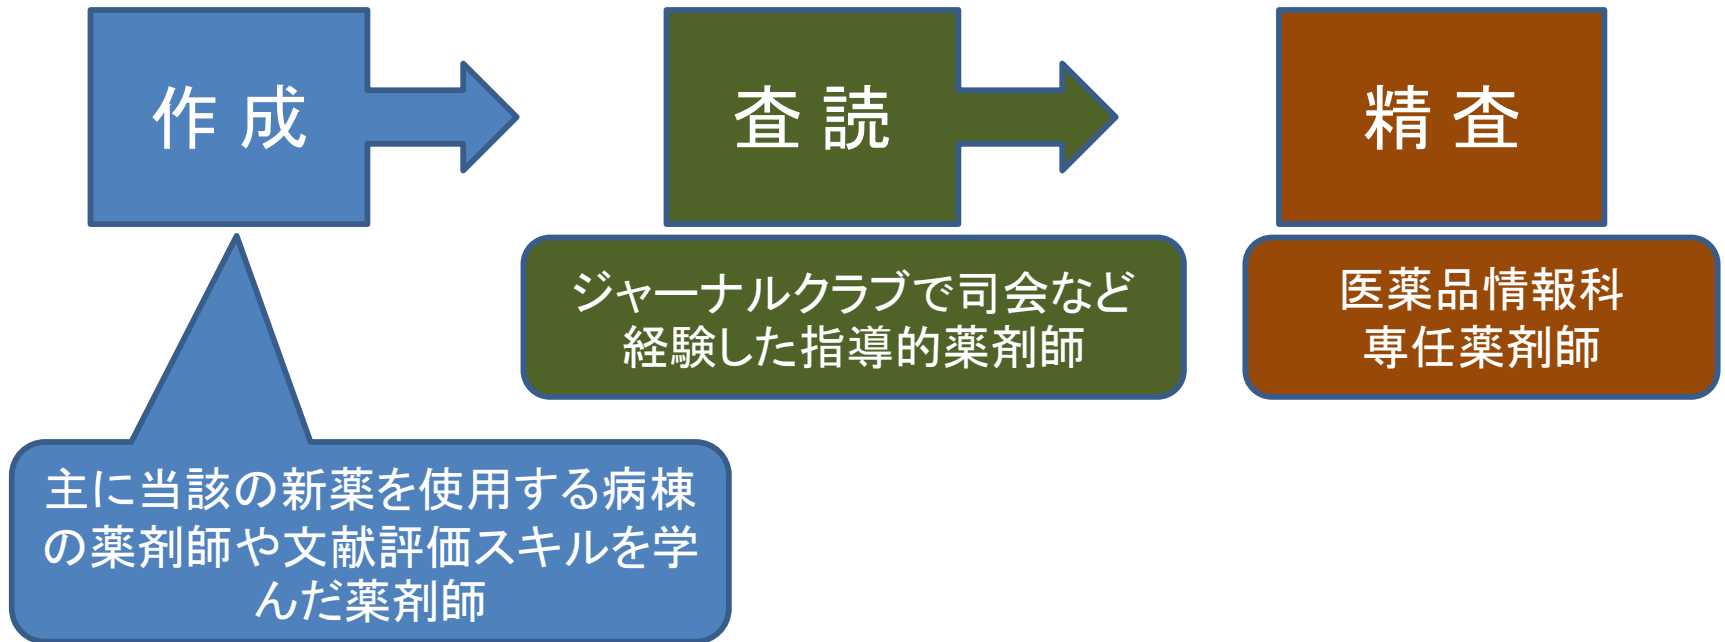 作成
査読
精査
ジャーナルクラブで司会など
経験した指導的薬剤師
医薬品情報科
専任薬剤師
主に当該の新薬を使用する病棟
の薬剤師や文献評価スキルを学
んだ薬剤師